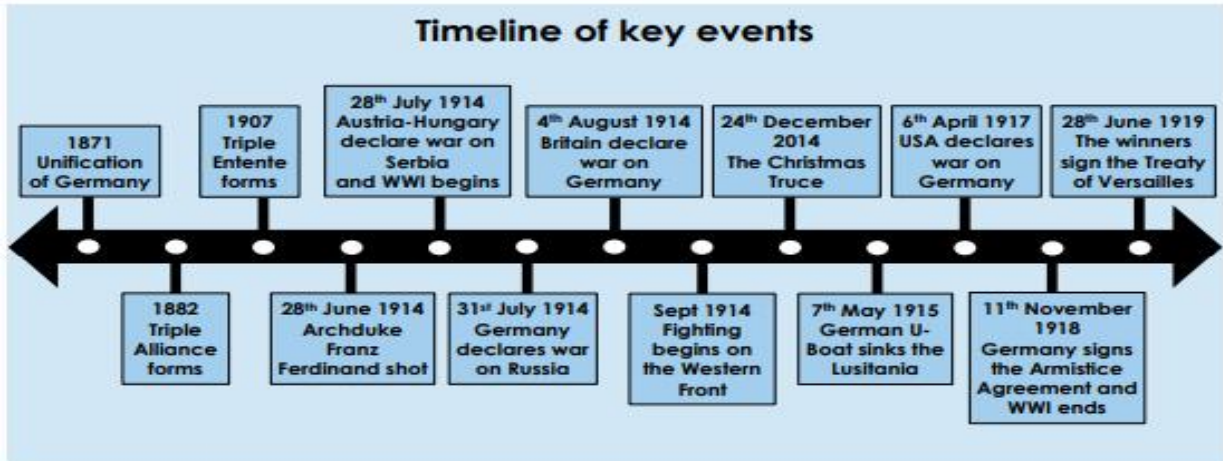 Timeline of key events
1871
Unification
of Germany
1882
Triple
Alliance
forms
1907
Triple
Entente
forms
28th June 1914
Archduke
Franz
Ferdinand shot
28th July 1914
Austria-Hungary
declare war on
Serbia
and WWI begins
31st July 1914
Germany
declares war
on Russia
4th August 1914
Britain declare
war on
Germany
Sept 1914
Fighting
begins on
the Western
Front
24th December
2014
The Christmas
Truce
7th May 1915
German U-
Boat sinks the
Lusitania
6th April 1917
USA declares
war on
Germany
11th November
1918
Germany signs
the Armistice
Agreement and
WWI ends
28th June 1919
The winners
sign the Treaty
of Versailles